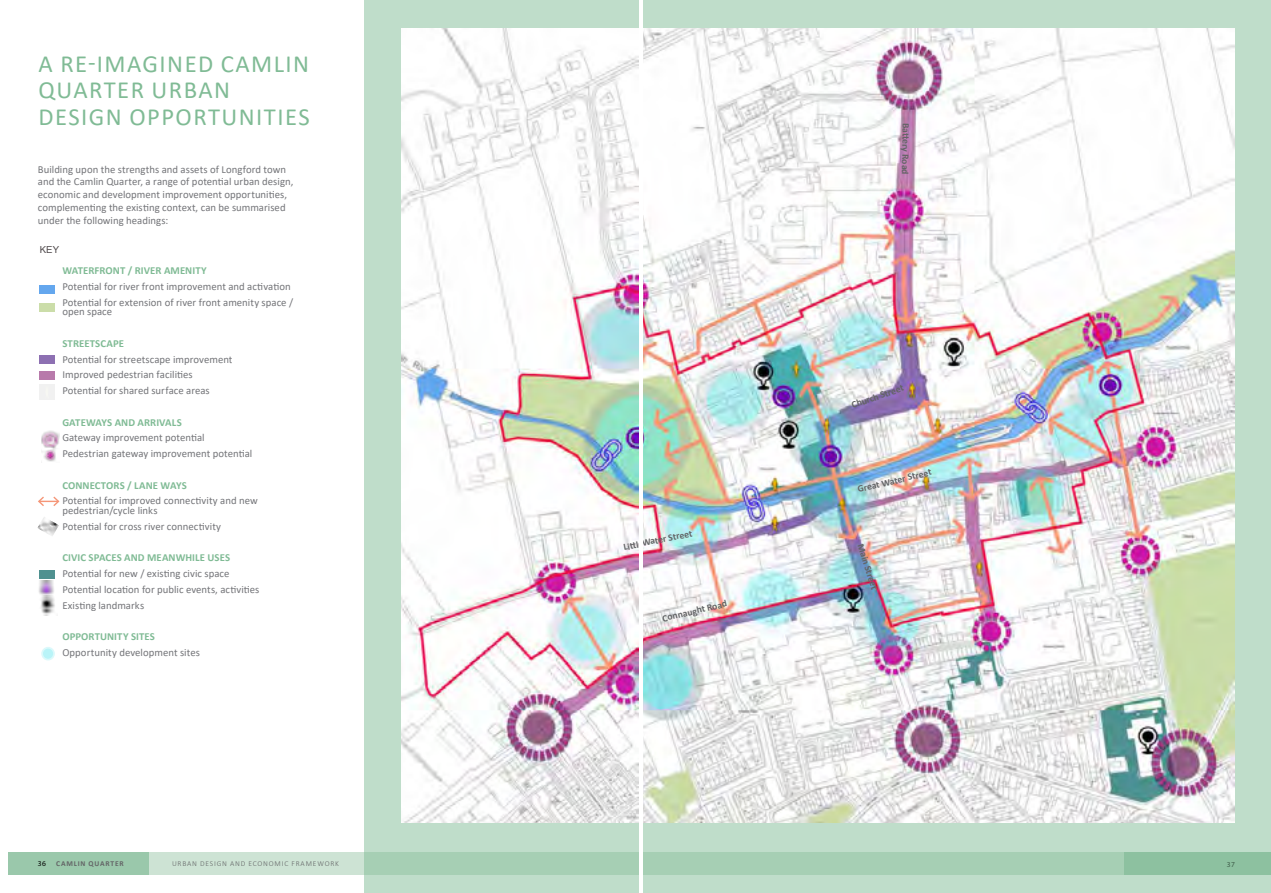 A RE-IMAGINED CAMLIN
QUARTER URBAN
DESIGN OPPORTUNITIES
Building upon the strengths and assets of Longford town
and the Camlin Quarter, a range of potential urban design,
economic and development improvement opportunities,
complementing the existing context, can be summarised
under the following headings:
KEY
WATERFRONT / RIVER AMENITY
Potential for river front improvement and activation
Potential for extension of river front amenity space /
open space
STREETSCAPE
Potential for streetscape improvement
Improved pedestrian facilities
Potential for shared surface areas
GATEWAYS AND ARRIVALS
Gateway improvement potential
Pedestrian gateway improvement potential
CONNECTORS / LANE WAYS
Potential for improved connectivity and new
pedestrian/cycle links
Potential for cross river connectivity
CIVIC SPACES AND MEANWHILE USES
Potential for new / existing civic space
Potential location for public events, activities
Existing landmarks
OPPORTUNITY SITES
Opportunity development sites
Battery Road
Great Water Street
Water Street
Main Street
Connaught Road
36 CAMLIN QUARTER
URBAN DESIGN AND ECONOMIC FRAMEWORK
37